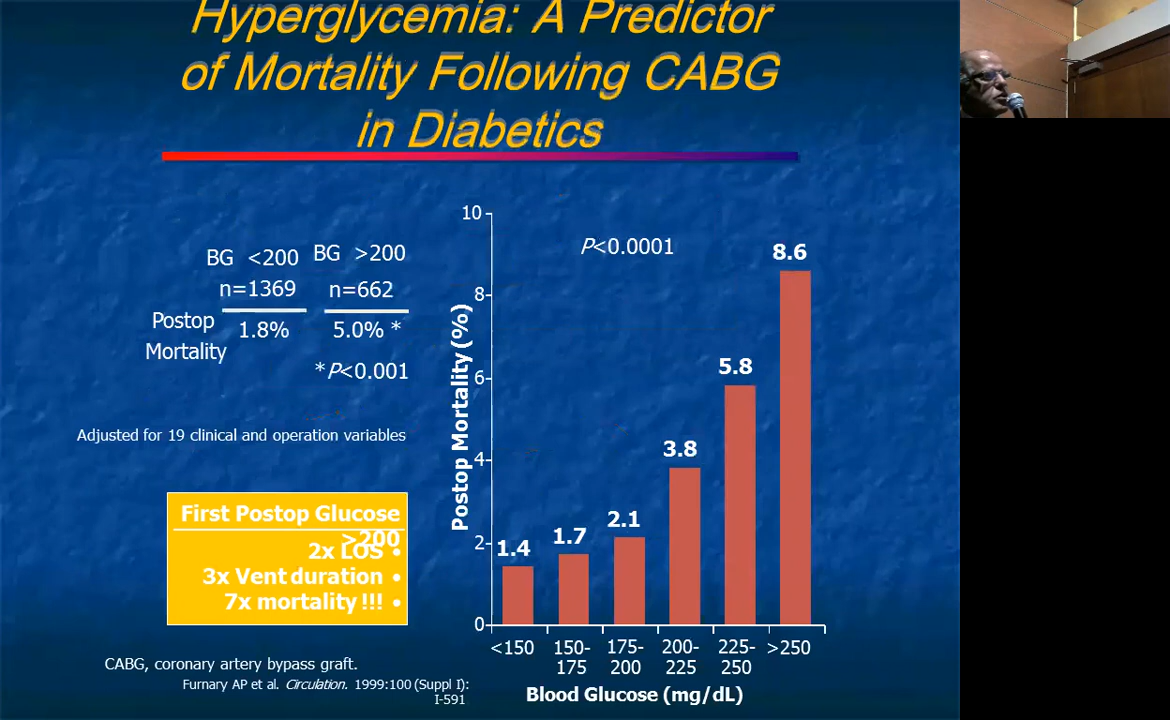 Hyperglycemia: A Predictor
of Mortality Following CABG
in Diabetics
BG <200
BG >200
n=1369
n=662
Postop
Mortality
1.8%
5.0% *
*P<0.001
Adjusted for 19 clinical and operation variables
First Postop Glucose
>200
2x LOS •
3x Vent duration •
7x mortality !!! •
CABG, coronary artery bypass graft.
Furnary AP et al. Circulation. 1999:100 (Suppl I):
I-591
Postop Mortality (%)
10
8
6
4
2
0
P<0.0001
1.4
1.7
2.1
3.8
5.8
8.6
<150
150-
175
175-
200
200-
225
225-
250
>250
Blood Glucose (mg/dL)